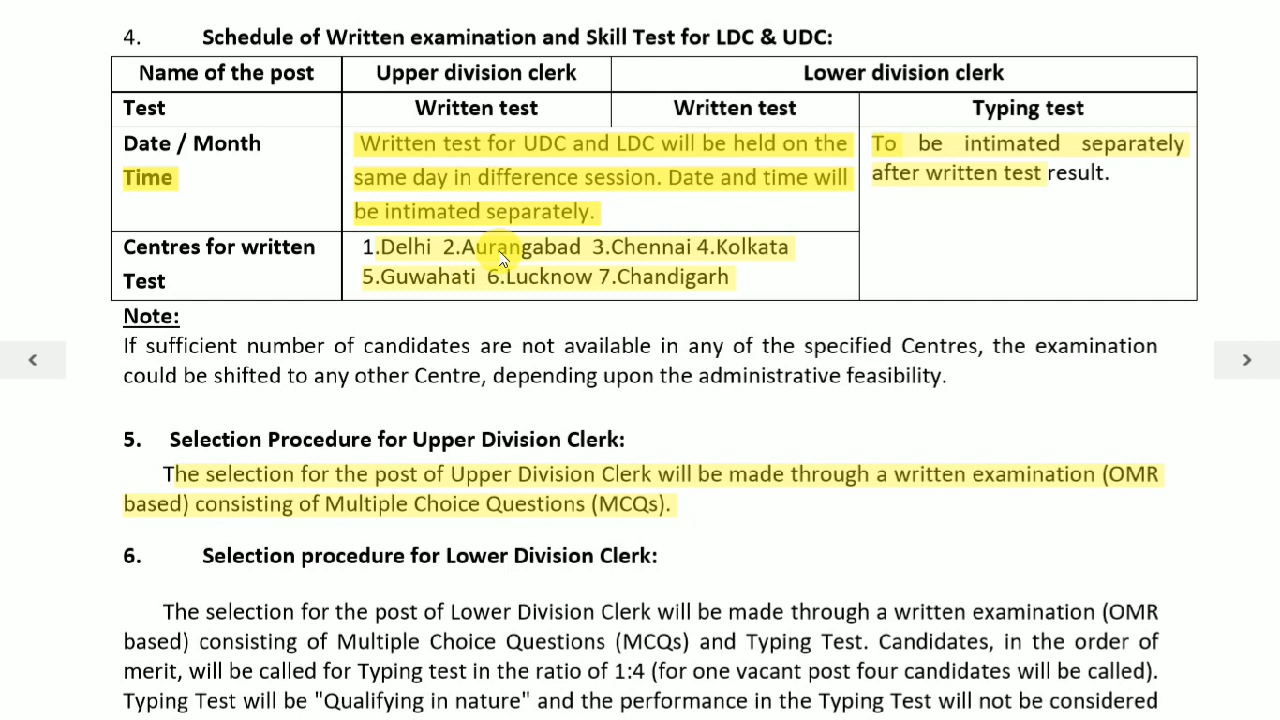 4. Schedule of Written examination and Skill Test for LDC & UDC:
Name of the post Upper division clerk Lower division clerk
Test Written test Written test Typing test
Date / Month Written test for UDC and LDC will be held on the To be intimated separately
Time same day in difference session. Date and time will after written test result.
be intimated separately.
Centres for written 1.Delhi 2.Aurangabad 3.Chennai 4.Kolkata
Test 5.Guwahati 6.Lucknow 7.Chandigarh
Note:
If sufficient number of candidates are not available in any of the specified Centres, the examination
could be shifted to any other Centre, depending upon the administrative feasibility.
5. Selection Procedure for Upper Division Clerk:
The selection for the post of Upper Division Clerk will be made through a written examination (OMR
based) consisting of Multiple Choice Questions (MCQs).
6. Selection procedure for Lower Division Clerk:
The selection for the post of Lower Division Clerk will be made through a written examination (OMR
based) consisting of Multiple Choice Questions (MCQs) and Typing Test. Candidates, in the order of
merit, will be called for Typing test in the ratio of 1:4 (for one vacant post four candidates will be called).
Typing Test will be "Qualifying in nature" and the performance in the Typing Test will not be considered